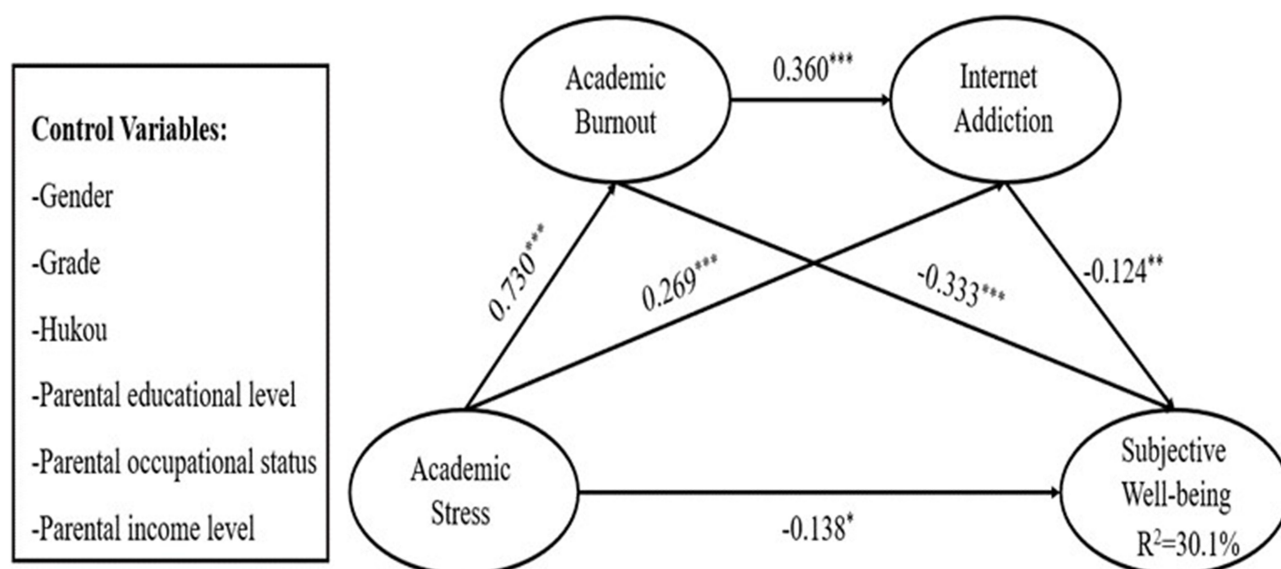 Control Variables:
-Gender
-Grade
-Hukou
-Parental educational level
-Parental occupational status
-Parental income level
Academic
Burnout
0.360***
Internet
Addiction
0.730***
0.269***
-0.333***
-0.124**
Academic
Stress
-0.138*
Subjective
Well-being
R²=30.1%